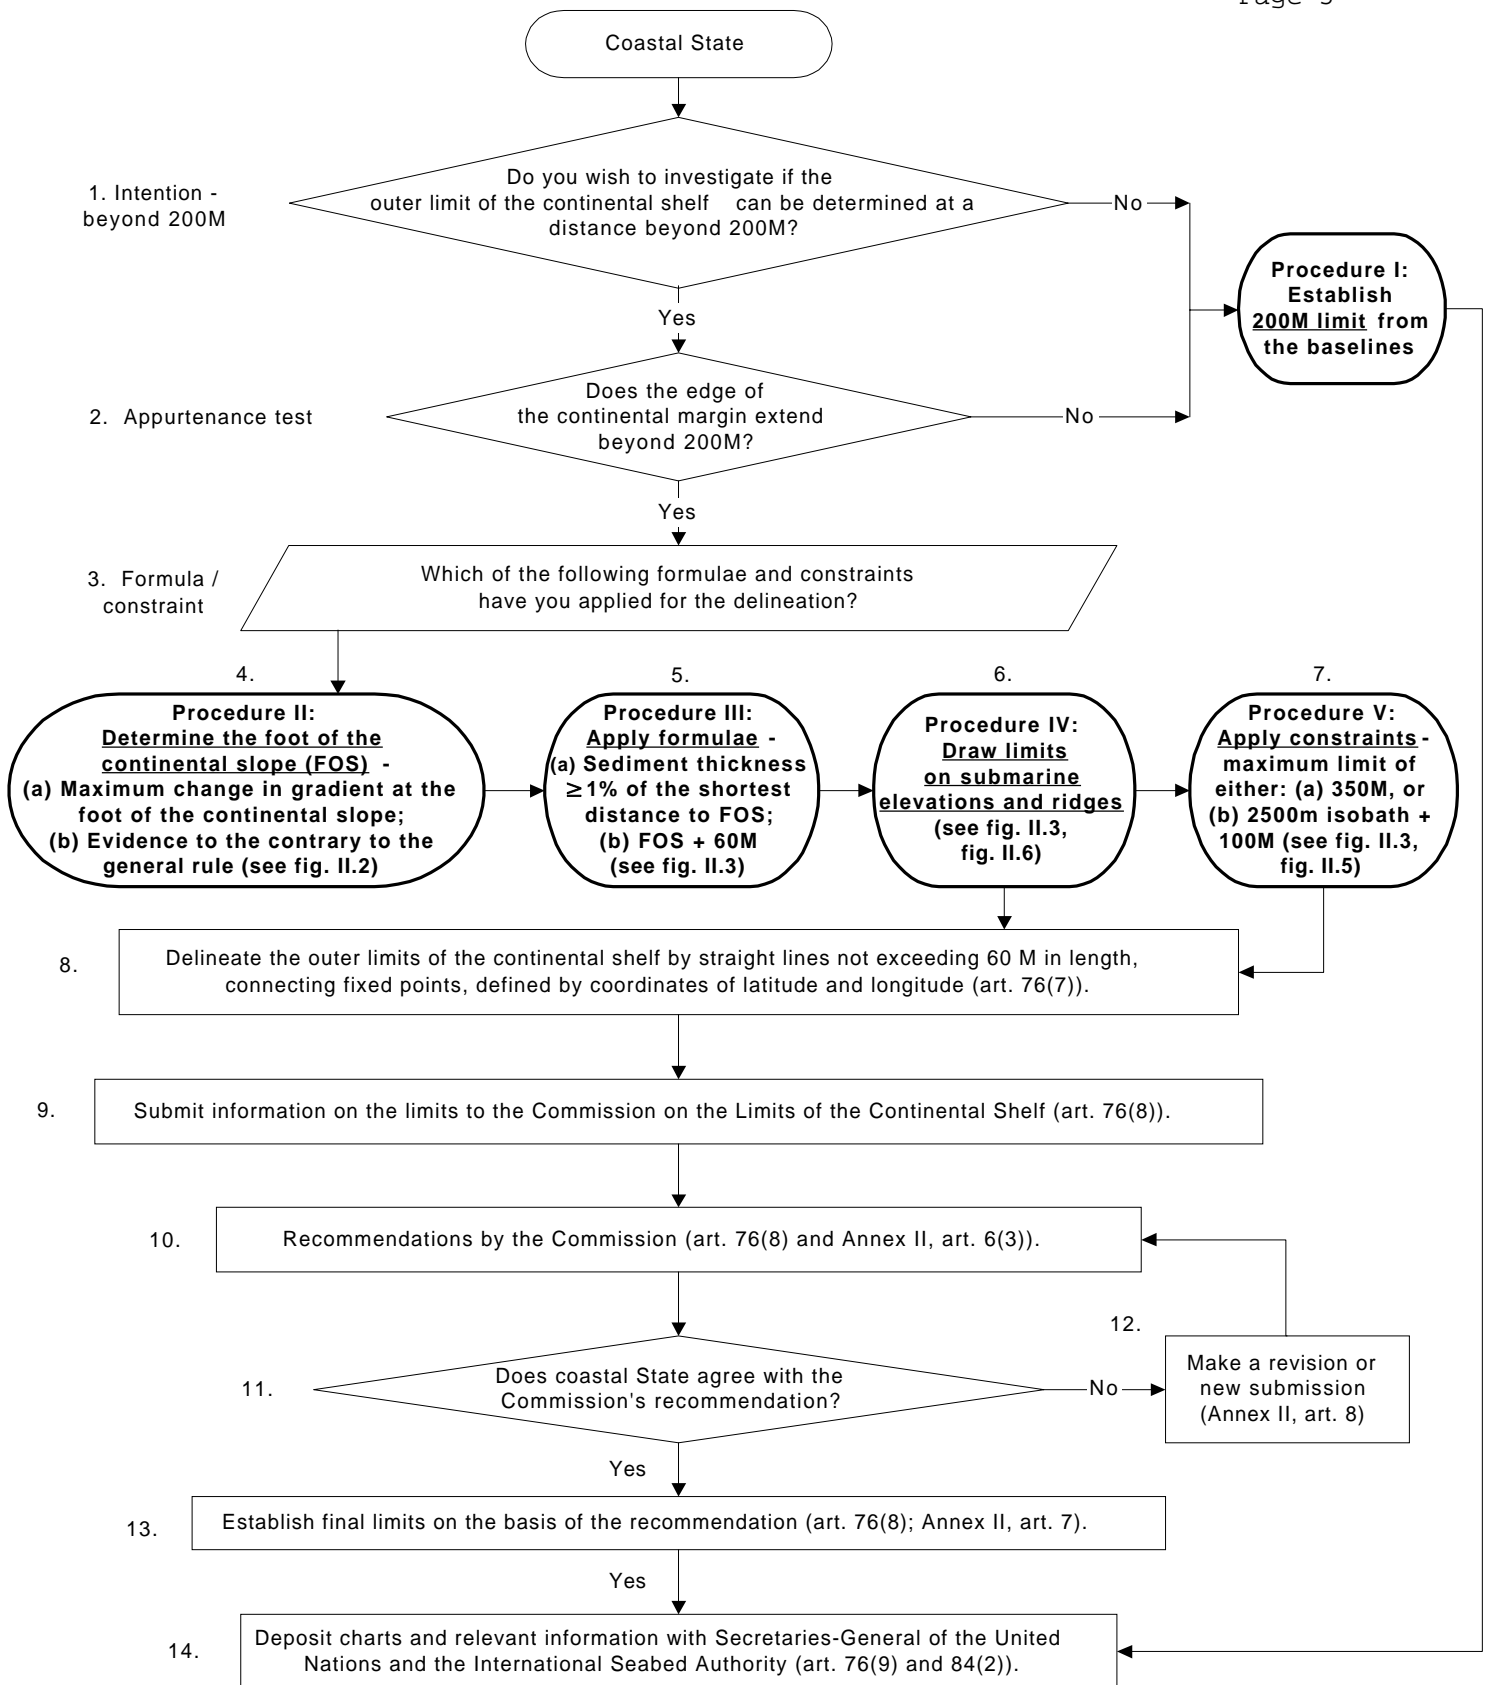 Page 5
Coastal State
1. Intention -
beyond 200M
Do you wish to investigate if the
outer limit of the continental shelf can be determined at a
distance beyond 200M?
No
Yes
Procedure I:
Establish
200M limit from
the baselines
2. Appurtenance test
Does the edge of
the continental margin extend
beyond 200M?
No
Yes
3. Formula /
constraint
Which of the following formulae and constraints
have you applied for the delineation?
4.
Procedure II:
Determine the foot of the
continental slope (FOS) -
(a) Maximum change in gradient at the
foot of the continental slope;
(b) Evidence to the contrary to the
general rule (see fig. II.2)
5.
Procedure III:
Apply formulae -
(a) Sediment thickness
≥1% of the shortest
distance to FOS;
(b) FOS + 60M
(see fig. II.3)
6.
Procedure IV:
Draw limits
on submarine
elevations and ridges
(see fig. II.3,
fig. II.6)
7.
Procedure V:
Apply constraints -
maximum limit of
either: (a) 350M, or
(b) 2500m isobath +
100M (see fig. II.3,
fig. II.5)
8.
Delineate the outer limits of the continental shelf by straight lines not exceeding 60 M in length,
connecting fixed points, defined by coordinates of latitude and longitude (art. 76(7)).
9.
Submit information on the limits to the Commission on the Limits of the Continental Shelf (art. 76(8)).
10.
Recommendations by the Commission (art. 76(8) and Annex II, art. 6(3)).
11.
Does coastal State agree with the
Commission's recommendation?
No
12.
Make a revision or
new submission
(Annex II, art. 8)
Yes
13.
Establish final limits on the basis of the recommendation (art. 76(8); Annex II, art. 7).
Yes
14.
Deposit charts and relevant information with Secretaries-General of the United
Nations and the International Seabed Authority (art. 76(9) and 84(2)).